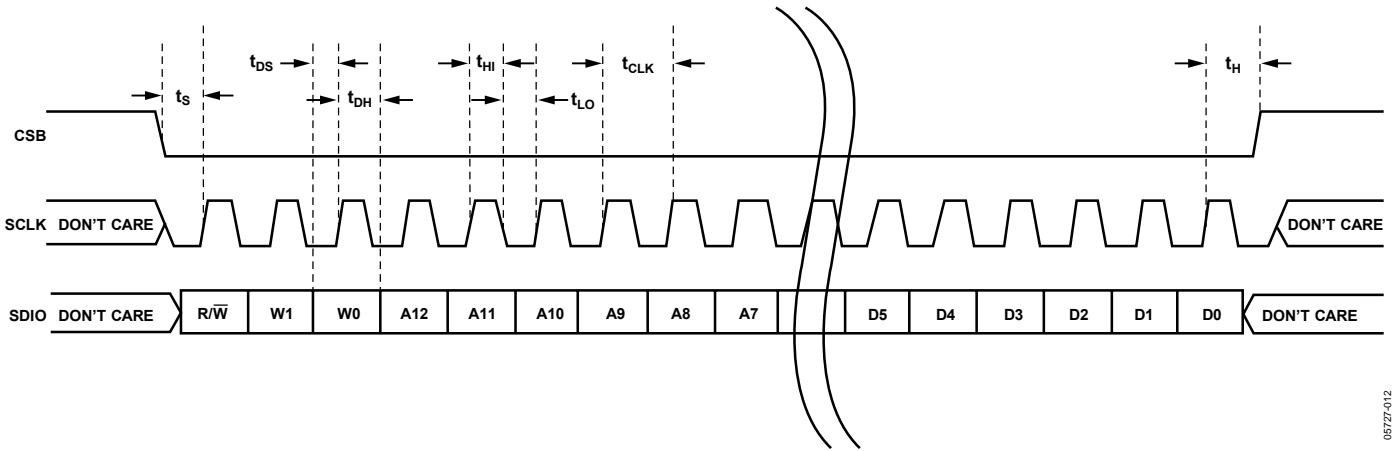 tDS
tHI
tCLK
tH
tS
tDH
tLO
CSB
SCLK DON'T CARE
DON'T CARE
SDIO DON'T CARE R/W̅ W1 W0 A12 A11 A10 A9 A8 A7 D5 D4 D3 D2 D1 D0 DON'T CARE
05727-012